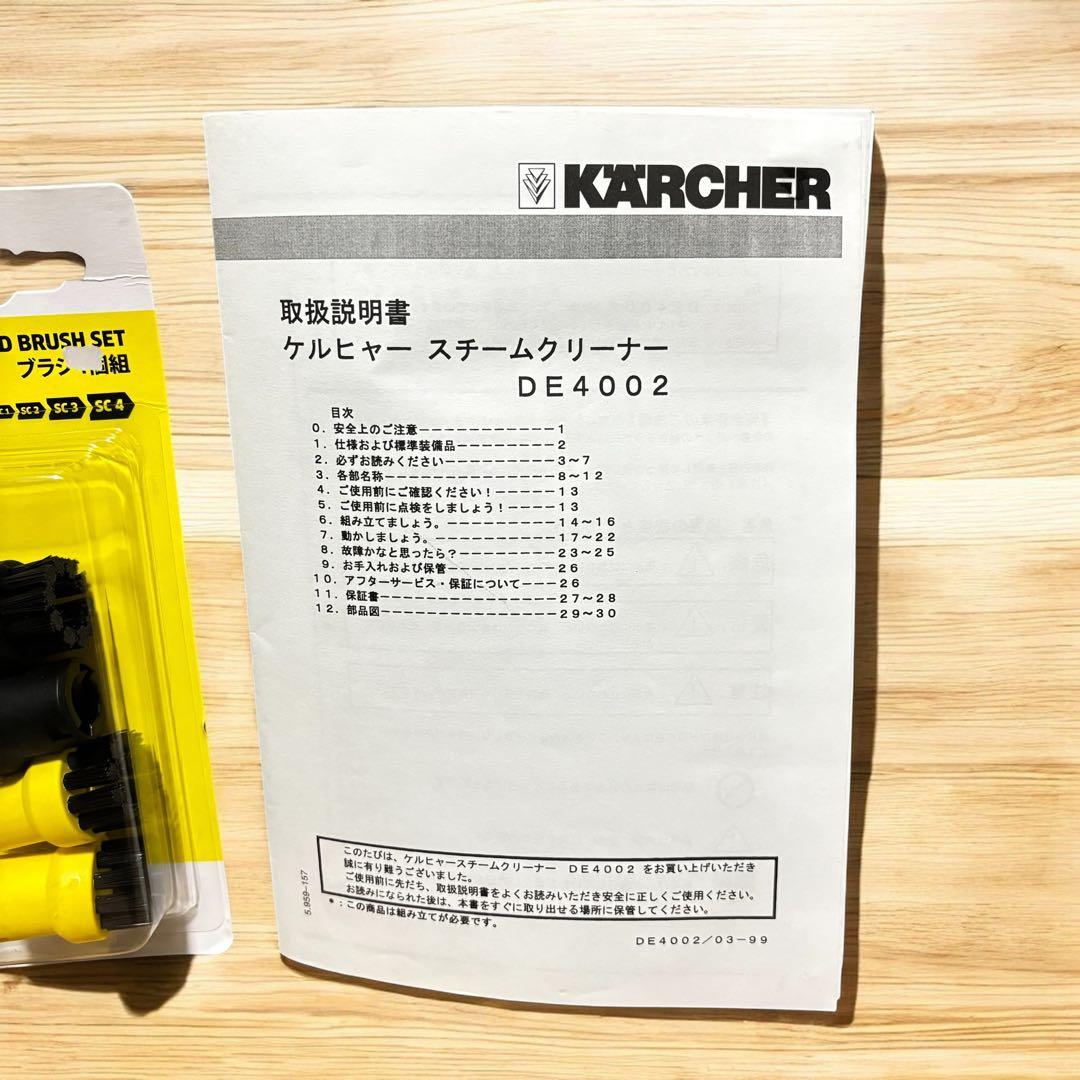 KÄRCHER
取扱説明書
ケルヒャー スチームクリーナー
DE4002
目次
0. 安全上のご注意－－－－－－－－－－－1
1. 仕様および標準装備品－－－－－－－－2
2. 必ずお読みください－－－－－－－－－3～7
3. 各部名称－－－－－－－－－－－－－－8～12
4. ご使用前にご確認ください！－－－－－13
5. ご使用前に点検をしましょう！－－－－13
6. 組み立てましょう。－－－－－－－－－14～16
7. 動かしましょう。－－－－－－－－－－17～22
8. 故障かなと思ったら？－－－－－－－－23～25
9. お手入れおよび保管－－－－－－－－－26
10. アフターサービス・保証について－－－26
11. 保証書－－－－－－－－－－－－－－－27～28
12. 部品図－－－－－－－－－－－－－－－29～30
このたびは、ケルヒャースチームクリーナー DE4002 をお買い上げいただき
誠に有り難うございました。
ご使用前に先だち、取扱説明書をよくお読みいただき安全に正しくご使用ください。
お読みになられた後は、本書をすぐに取り出せる場所に保管してください。
＊：この商品は組み立てが必要です。
5.959-157
DE4002/03-99
D BRUSH SET
ブラシ 個組
SC 2 SC 3 SC 4